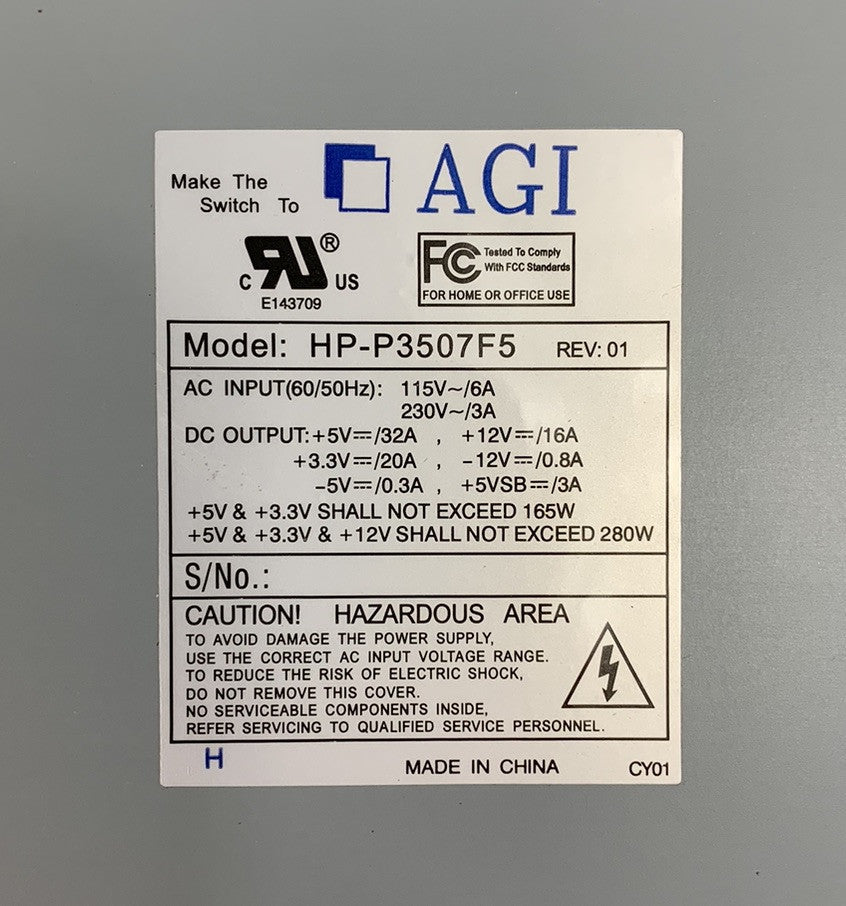 Make The
Switch To
AGI
C RU® US
E143709
FC Tested To Comply
With FCC Standards
FOR HOME OR OFFICE USE
Model: HP-P3507F5 REV: 01
AC INPUT(60/50Hz): 115V~/6A
230V~/3A
DC OUTPUT:+5V⎓/32A , +12V⎓/16A
+3.3V⎓/20A , -12V⎓/0.8A
-5V⎓/0.3A , +5VSB⎓/3A
+5V & +3.3V SHALL NOT EXCEED 165W
+5V & +3.3V & +12V SHALL NOT EXCEED 280W
S/No.:
CAUTION! HAZARDOUS AREA
TO AVOID DAMAGE THE POWER SUPPLY,
USE THE CORRECT AC INPUT VOLTAGE RANGE.
TO REDUCE THE RISK OF ELECTRIC SHOCK,
DO NOT REMOVE THIS COVER.
NO SERVICEABLE COMPONENTS INSIDE,
REFER SERVICING TO QUALIFIED SERVICE PERSONNEL.
H
MADE IN CHINA CY01